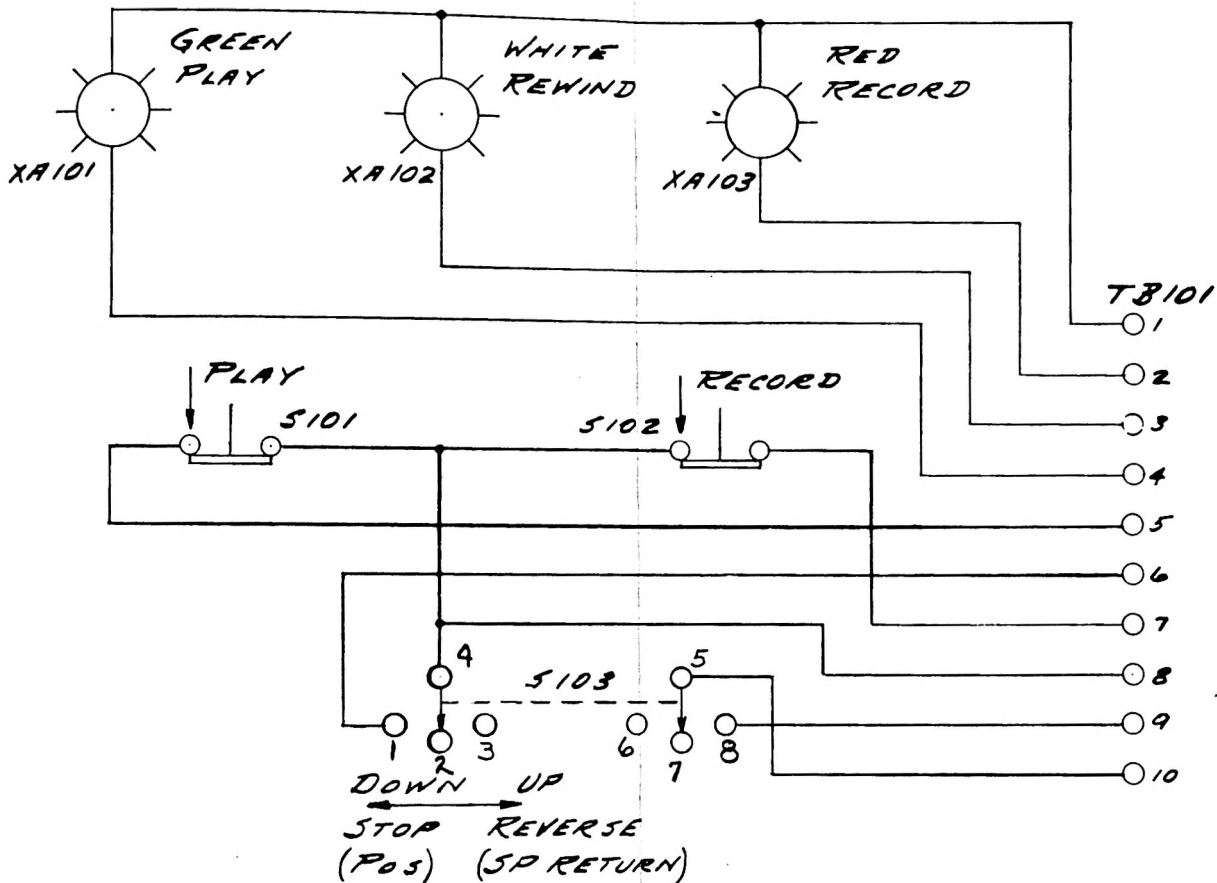 GREEN
PLAY
WHITE
REWIND
RED
RECORD
XA101
XA102
XA103
TB101
1
2
3
4
5
6
7
8
9
10
PLAY
S101
S102
RECORD
4
S103
5
1
2
3
6
7
8
DOWN UP
STOP REVERSE
(POS) (SP RETURN)